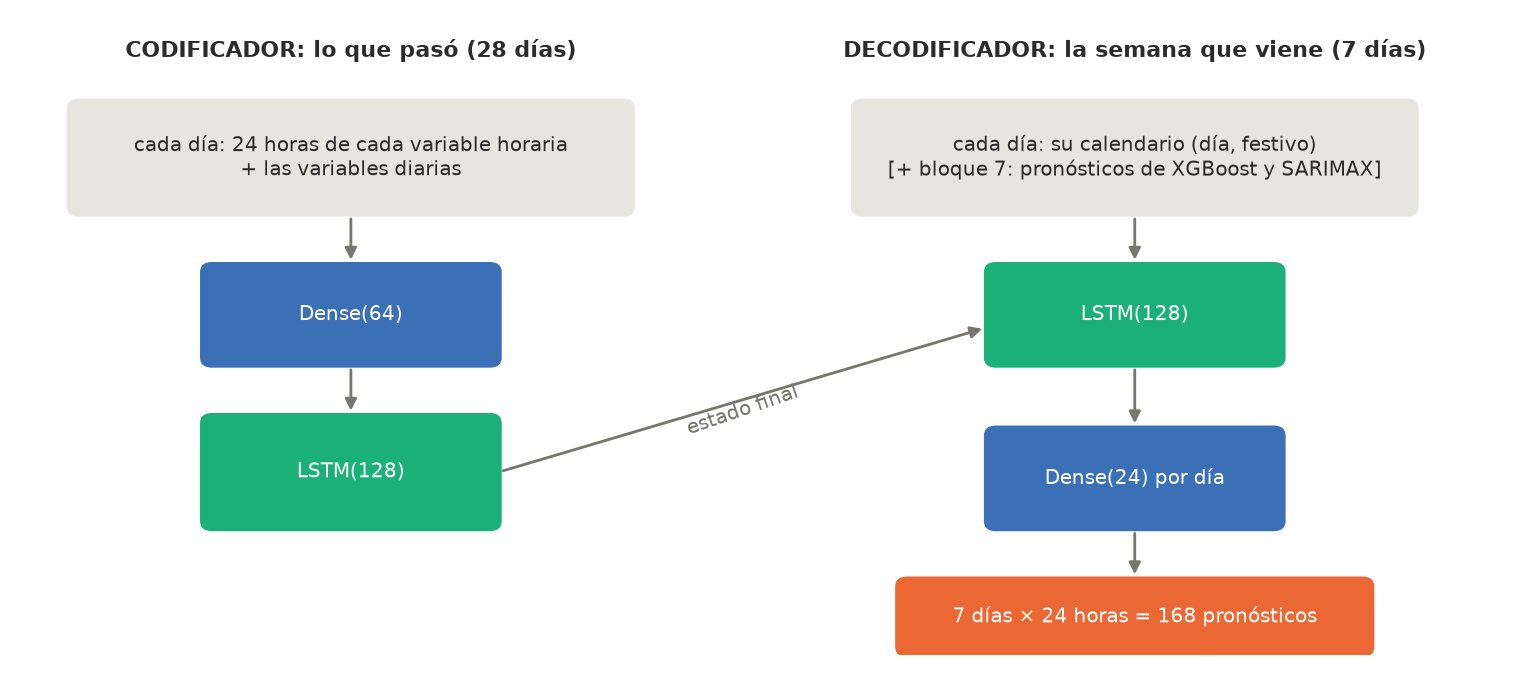 CODIFICADOR: lo que pasó (28 días)
cada día: 24 horas de cada variable horaria
+ las variables diarias
Dense(64)
LSTM(128)
estado final
DECODIFICADOR: la semana que viene (7 días)
cada día: su calendario (día, festivo)
[+ bloque 7: pronósticos de XGBoost y SARIMAX]
LSTM(128)
Dense(24) por día
7 días × 24 horas = 168 pronósticos